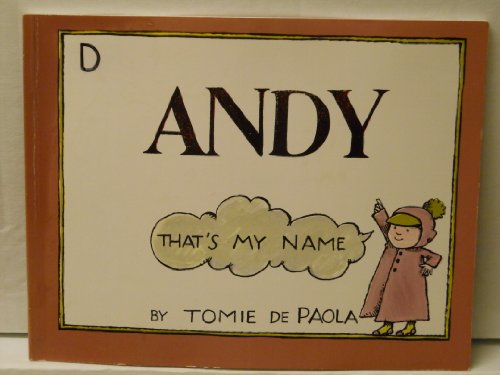 D
ANDY
THAT'S MY NAME
BY TOMIE DE PAOLA